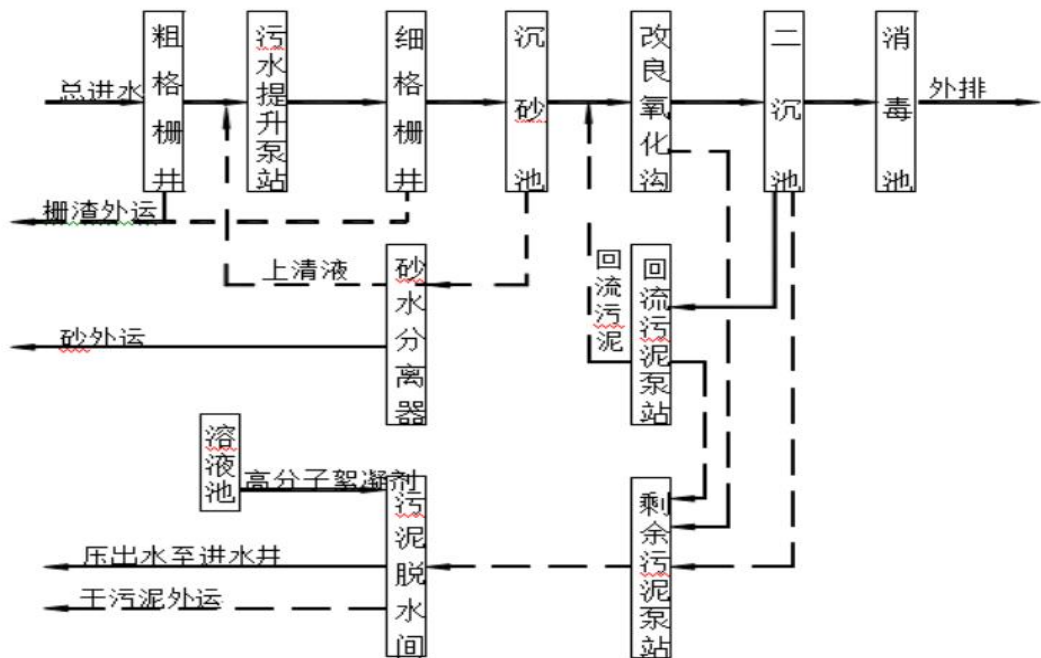 粗格栅井
污水提升泵站
细格栅井
沉砂池
改良氧化沟
二沉池
消毒池
总进水
外排
栅渣外运
上清液
砂水分离器
回流污泥
回流污泥泵站
砂外运
溶液池
高分子絮凝剂
污泥脱水间
剩余污泥泵站
压出水至进水井
干污泥外运